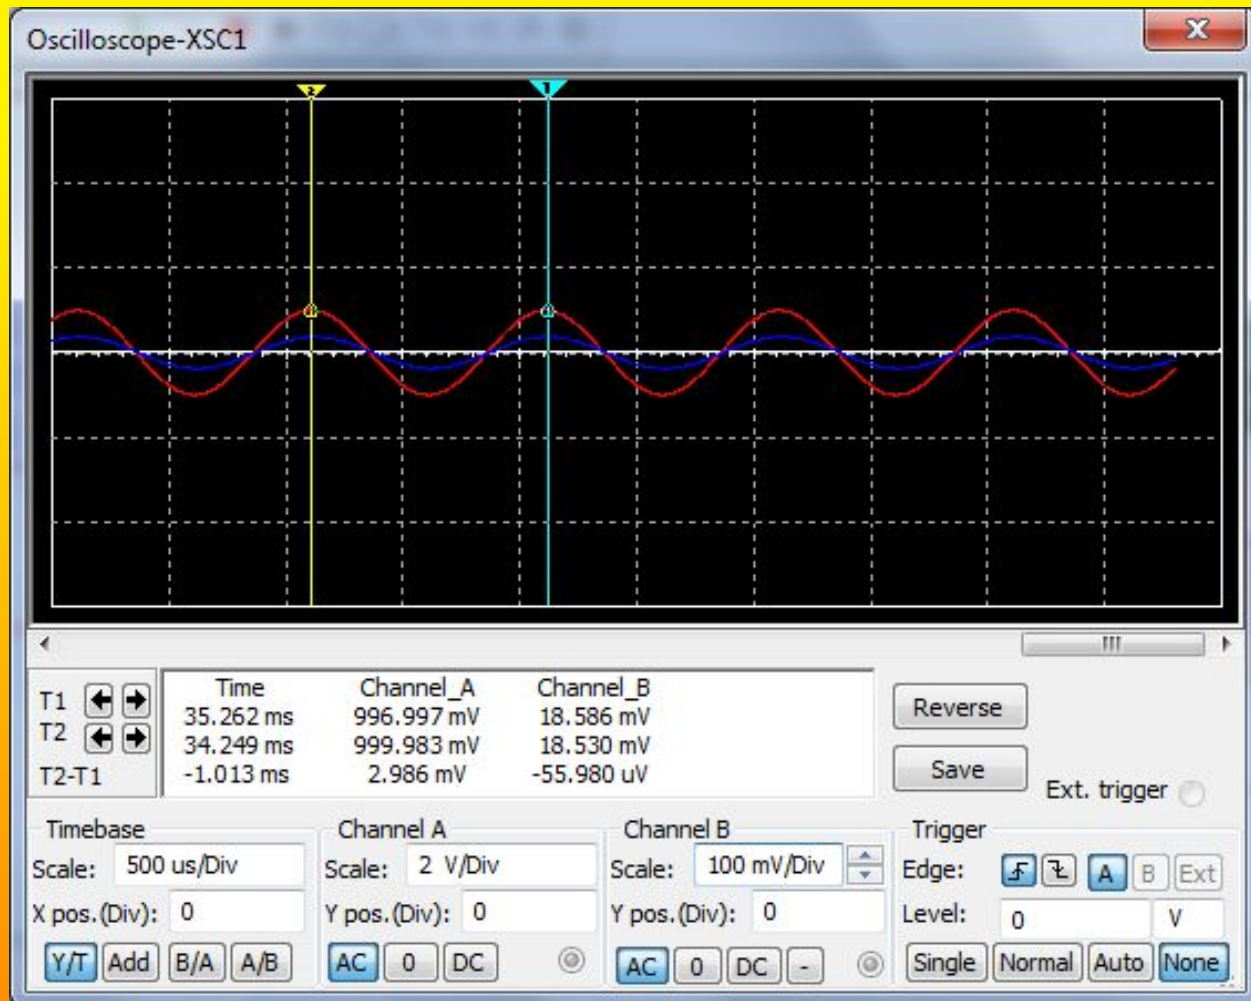 Oscilloscope-XSC1
X
2 1
T1
T2
T2-T1
Time Channel_A Channel_B
35.262 ms 996.997 mV 18.586 mV
34.249 ms 999.983 mV 18.530 mV
-1.013 ms 2.986 mV -55.980 uV
Reverse
Save
Ext. trigger
Timebase
Scale: 500 us/Div
X pos.(Div): 0
Y/T Add B/A A/B
Channel A
Scale: 2 V/Div
Y pos.(Div): 0
AC 0 DC
Channel B
Scale: 100 mV/Div
Y pos.(Div): 0
AC 0 DC -
Trigger
Edge: A B Ext
Level: 0 V
Single Normal Auto None